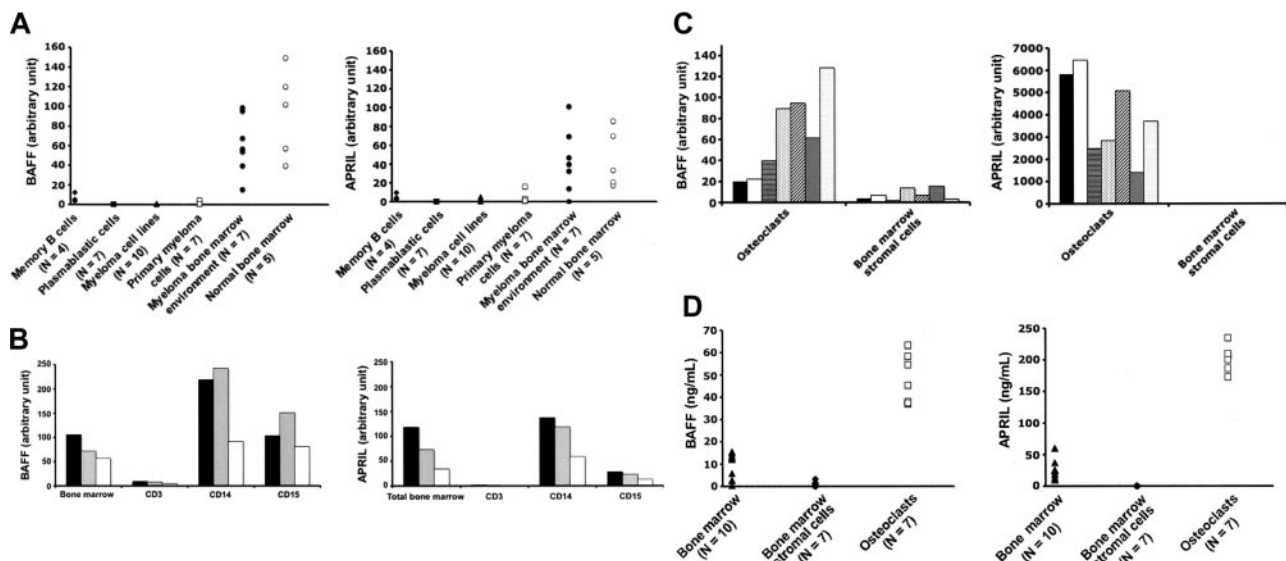 A
BAFF (arbitrary unit)
160
140
120
100
80
60
40
20
0
Memory B cells
(N = 4)
Plasmablastic cells
(N = 7)
Myeloma cell lines
(N = 10)
Primary myeloma
cells (N = 7)
Myeloma bone marrow
environment (N = 7)
Normal bone marrow
(N = 5)
APRIL (arbitrary unit)
160
140
120
100
80
60
40
20
0
Memory B cells
(N = 4)
Plasmablastic cells
(N = 7)
Myeloma cell lines
(N = 10)
Primary myeloma
cells (N = 7)
Myeloma bone marrow
environment (N = 7)
Normal bone marrow
(N = 5)
B
BAFF (arbitrary unit)
250
200
150
100
50
0
Bone marrow
CD3
CD14
CD15
APRIL (arbitrary unit)
250
200
150
100
50
0
Total bone marrow
CD3
CD14
CD15
C
BAFF (arbitrary unit)
140
120
100
80
60
40
20
0
Osteoclasts
Bone marrow
stromal cells
APRIL (arbitrary unit)
7000
6000
5000
4000
3000
2000
1000
0
Osteoclasts
Bone marrow
stromal cells
D
BAFF (ng/mL)
70
60
50
40
30
20
10
0
Bone marrow
(N = 10)
Bone marrow
stromal cells
(N = 7)
Osteoclasts
(N = 7)
APRIL (ng/mL)
250
200
150
100
50
0
Bone marrow
(N = 10)
Bone marrow
stromal cells
(N = 7)
Osteoclasts
(N = 7)